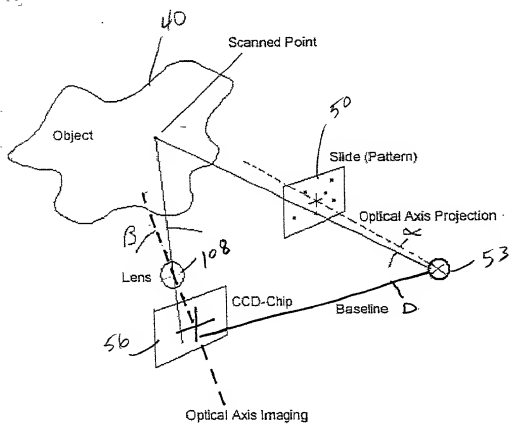 40
Scanned Point
50
Object
Slide (Pattern)
Optical Axis Projection
α
B
108
53
Lens
CCD-Chip
Baseline D
56
Optical Axis Imaging